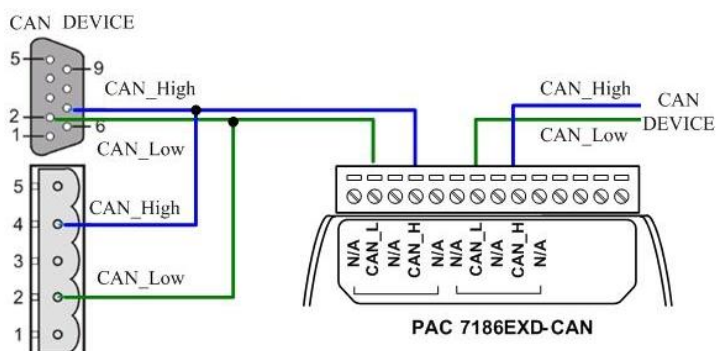 CAN DEVICE
5
9
CAN_High
2
1
6
CAN_Low
5
4
CAN_High
3
CAN_Low
2
1
CAN_High
CAN
CAN_Low
DEVICE
N/A
CAN_L
N/A
CAN_H
N/A
N/A
CAN_L
N/A
CAN_H
N/A
PAC 7186EXD-CAN